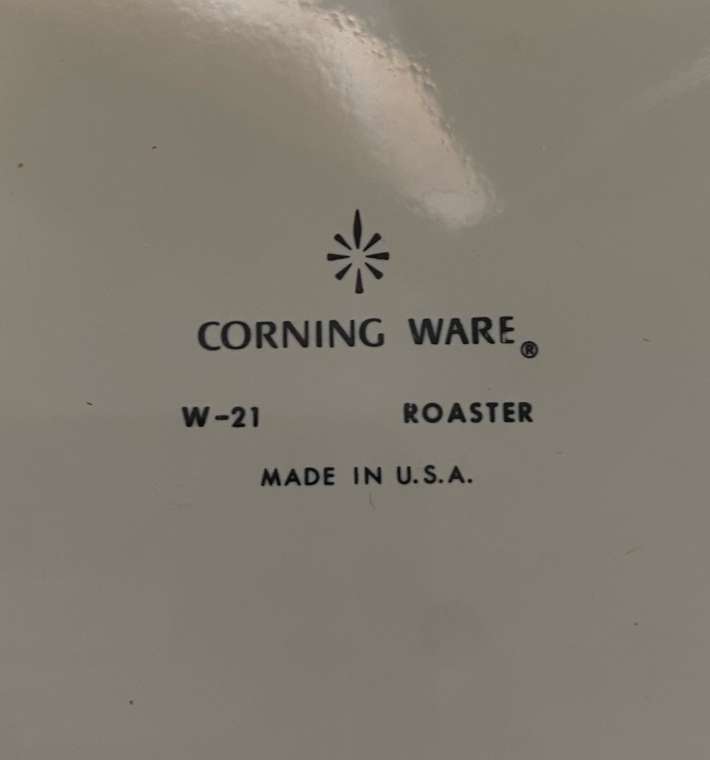 CORNING WARE®
W-21 ROASTER
MADE IN U.S.A.